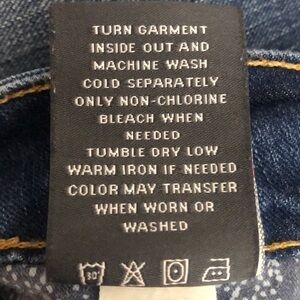 TURN GARMENT
INSIDE OUT AND
MACHINE WASH
COLD SEPARATELY
ONLY NON-CHLORINE
BLEACH WHEN
NEEDED
TUMBLE DRY LOW
WARM IRON IF NEEDED
COLOR MAY TRANSFER
WHEN WORN OR
WASHED
30°